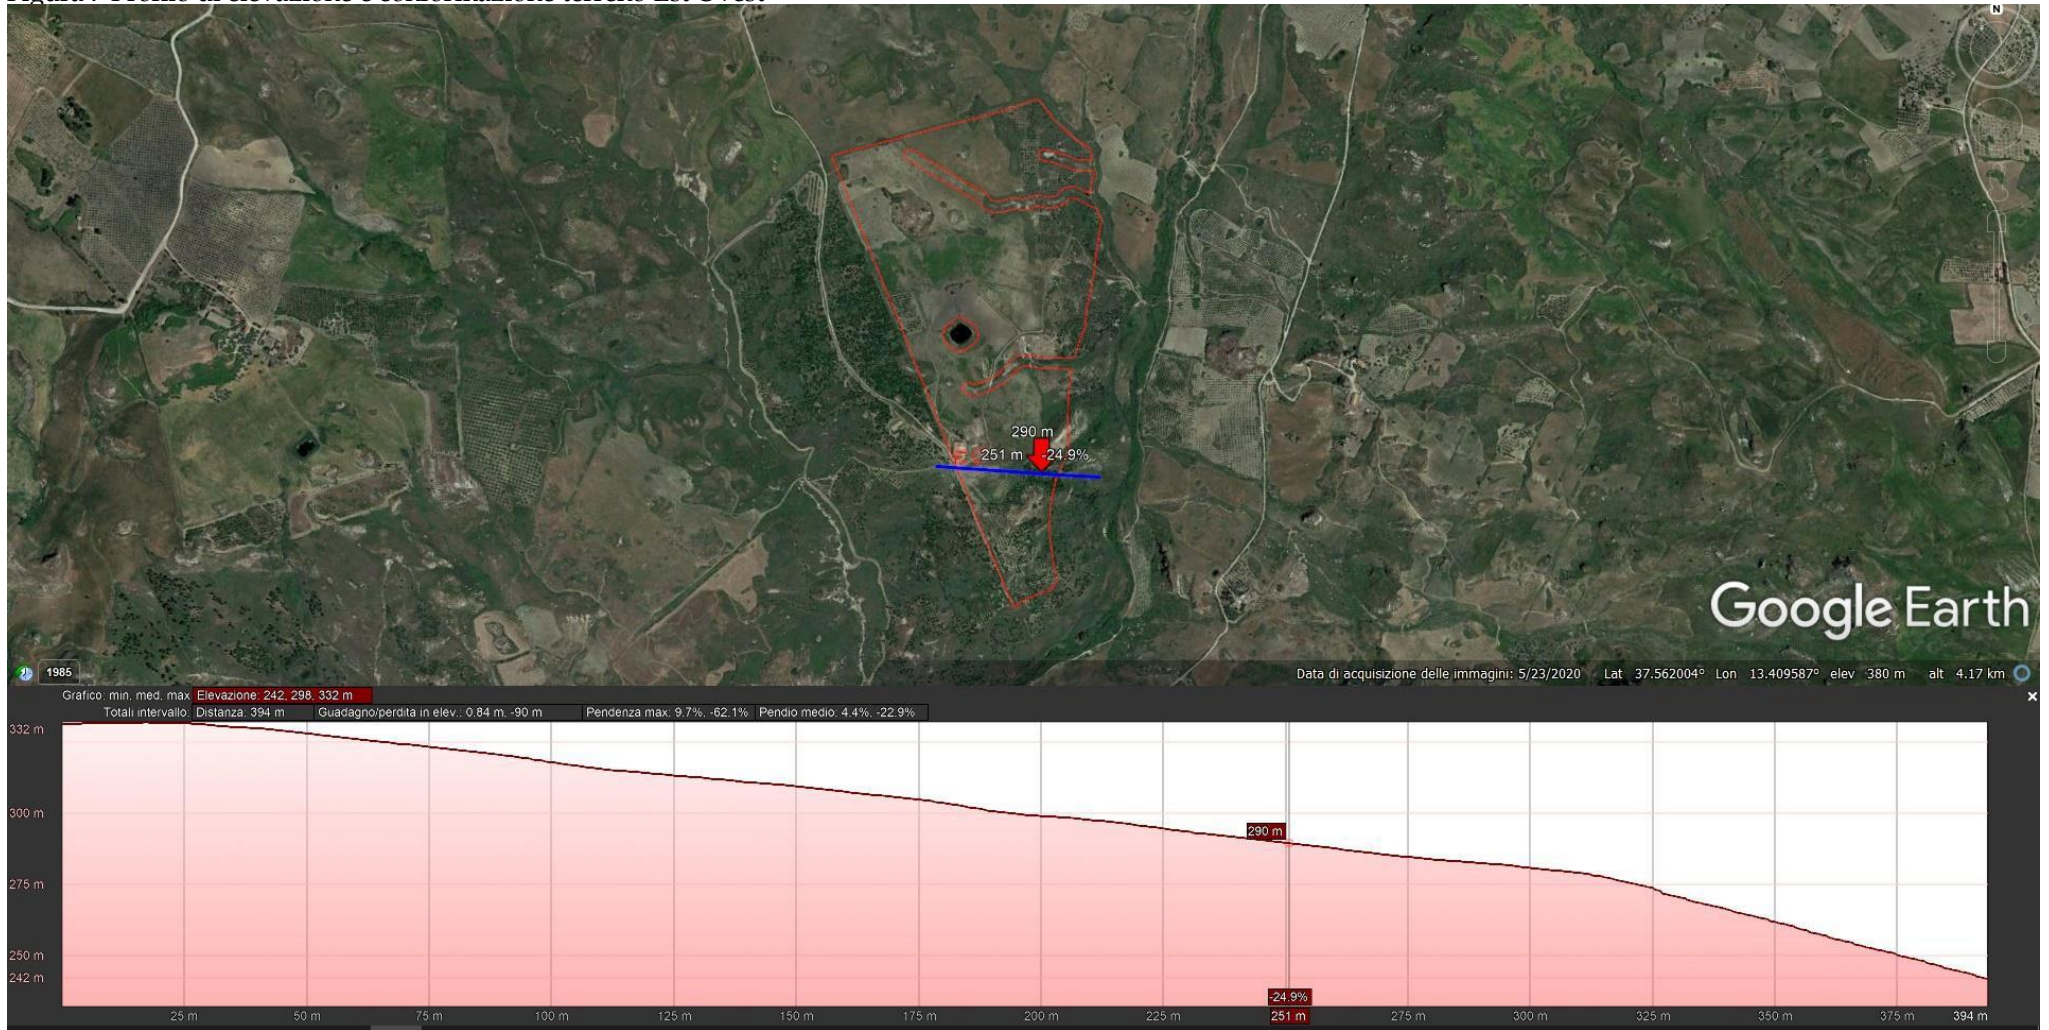 N
290 m
251 m -24.9%
Google Earth
1985
Data di acquisizione delle immagini: 5/23/2020 Lat 37.562004° Lon 13.409587° elev 380 m alt 4.17 km
Grafico: min, med, max Elevazione: 242, 298, 332 m
Totali intervallo: Distanza: 394 m Guadagno/perdita in elev.: 0.84 m, -90 m Pendenza max: 9.7%, -62.1% Pendio medio: 4.4%, -22.9%
332 m
300 m
290 m
275 m
250 m
242 m
-24.9%
25 m 50 m 75 m 100 m 125 m 150 m 175 m 200 m 225 m 251 m 275 m 300 m 325 m 350 m 375 m 394 m